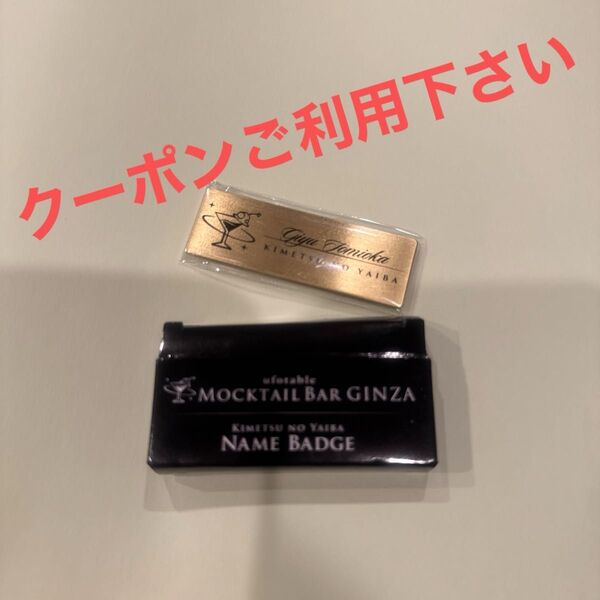 クーポンご利用下さい
Giyu Tomioka
KIMETSU NO YAIBA
ufotable
MOCKTAIL BAR GINZA
KIMETSU NO YAIBA
NAME BADGE